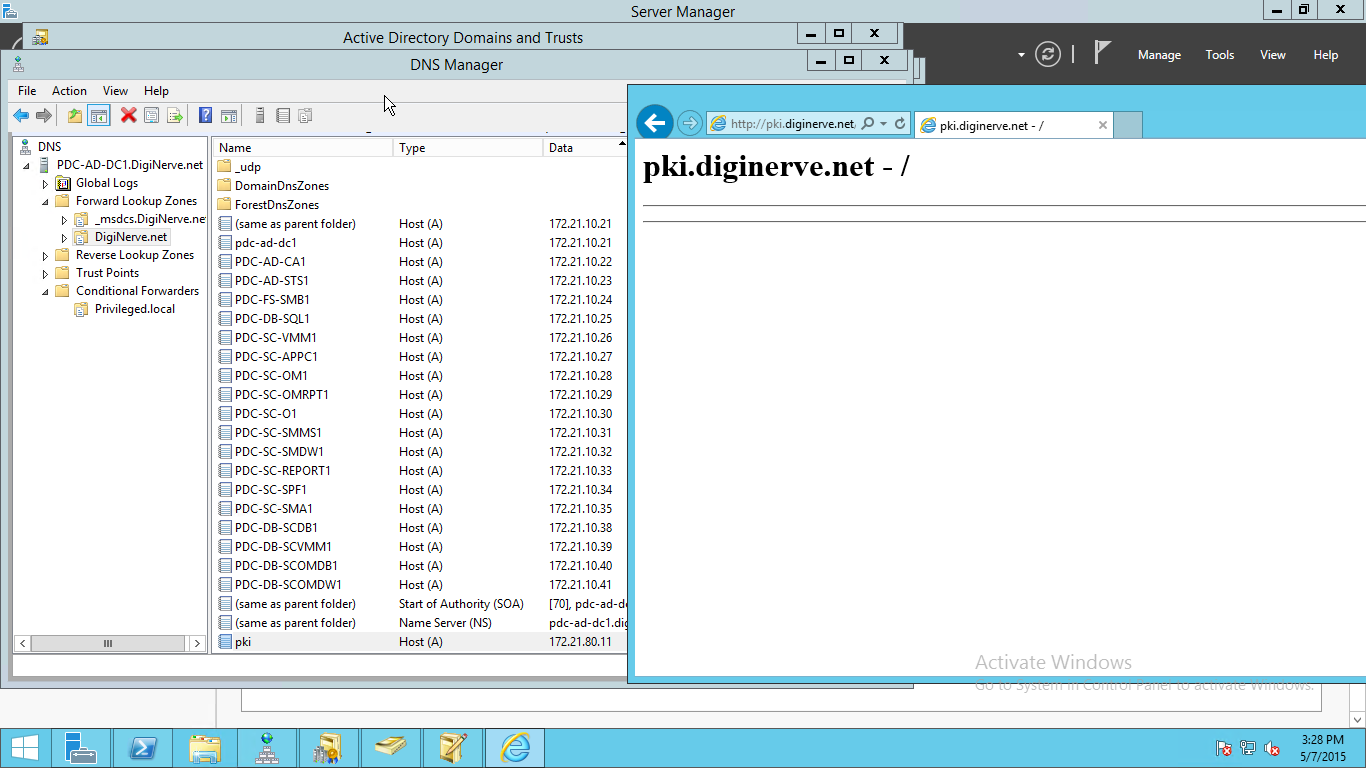 Server Manager
Active Directory Domains and Trusts
DNS Manager
Manage Tools View Help
File Action View Help
http://pki.diginerve.net
pki.diginerve.net - /
DNS
PDC-AD-DC1.DigiNerve.net
Global Logs
Forward Lookup Zones
_msdcs.DigiNerve.ne
DigiNerve.net
Reverse Lookup Zones
Trust Points
Conditional Forwarders
Privileged.local
Name Type Data
_udp
DomainDnsZones
ForestDnsZones
(same as parent folder) Host (A) 172.21.10.21
pdc-ad-dc1 Host (A) 172.21.10.21
PDC-AD-CA1 Host (A) 172.21.10.22
PDC-AD-STS1 Host (A) 172.21.10.23
PDC-FS-SMB1 Host (A) 172.21.10.24
PDC-DB-SQL1 Host (A) 172.21.10.25
PDC-SC-VMM1 Host (A) 172.21.10.26
PDC-SC-APPC1 Host (A) 172.21.10.27
PDC-SC-OM1 Host (A) 172.21.10.28
PDC-SC-OMRPT1 Host (A) 172.21.10.29
PDC-SC-O1 Host (A) 172.21.10.30
PDC-SC-SMMS1 Host (A) 172.21.10.31
PDC-SC-SMDW1 Host (A) 172.21.10.32
PDC-SC-REPORT1 Host (A) 172.21.10.33
PDC-SC-SPF1 Host (A) 172.21.10.34
PDC-SC-SMA1 Host (A) 172.21.10.35
PDC-DB-SCDB1 Host (A) 172.21.10.38
PDC-DB-SCVMM1 Host (A) 172.21.10.39
PDC-DB-SCOMDB1 Host (A) 172.21.10.40
PDC-DB-SCOMDW1 Host (A) 172.21.10.41
(same as parent folder) Start of Authority (SOA) [70], pdc-ad-d
(same as parent folder) Name Server (NS) pdc-ad-dc1.dig
pki Host (A) 172.21.80.11
pki.diginerve.net - /
Activate Windows
Go to System in Control Panel to activate Windows.
3:28 PM
5/7/2015